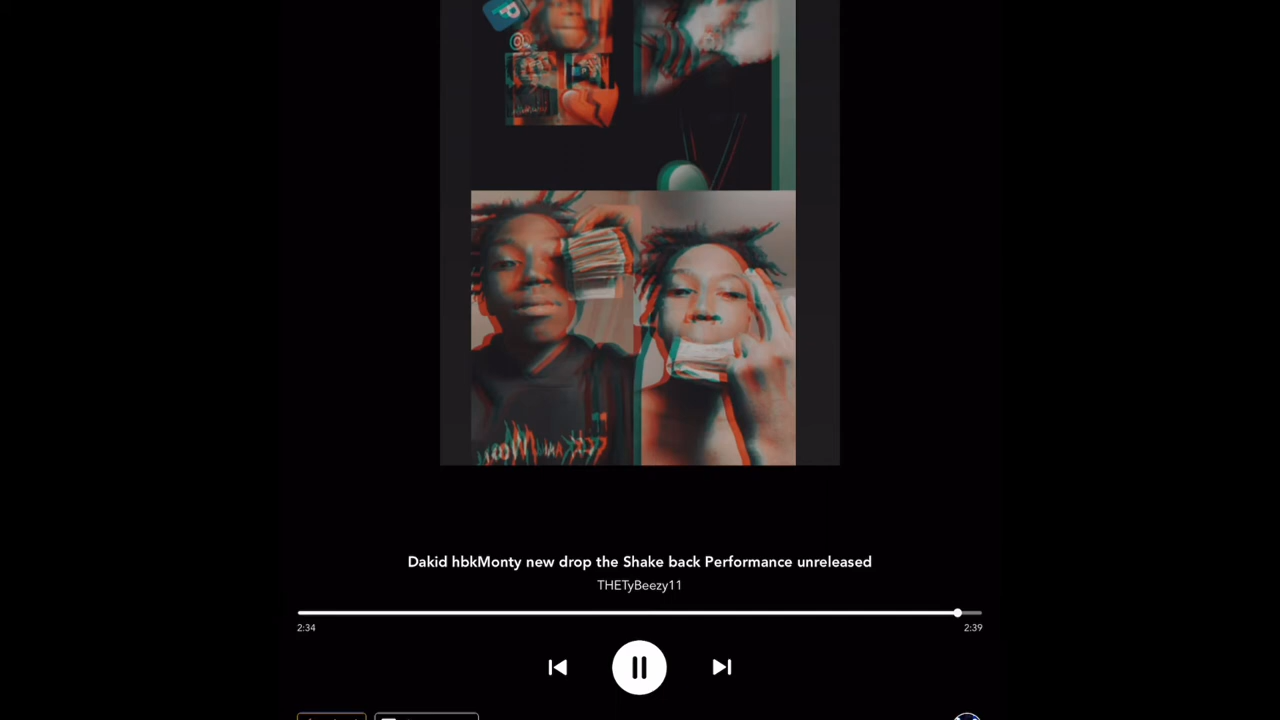 P
Dakid hbkMonty new drop the Shake back Performance unreleased
THETyBeezy11
2:34
2:39